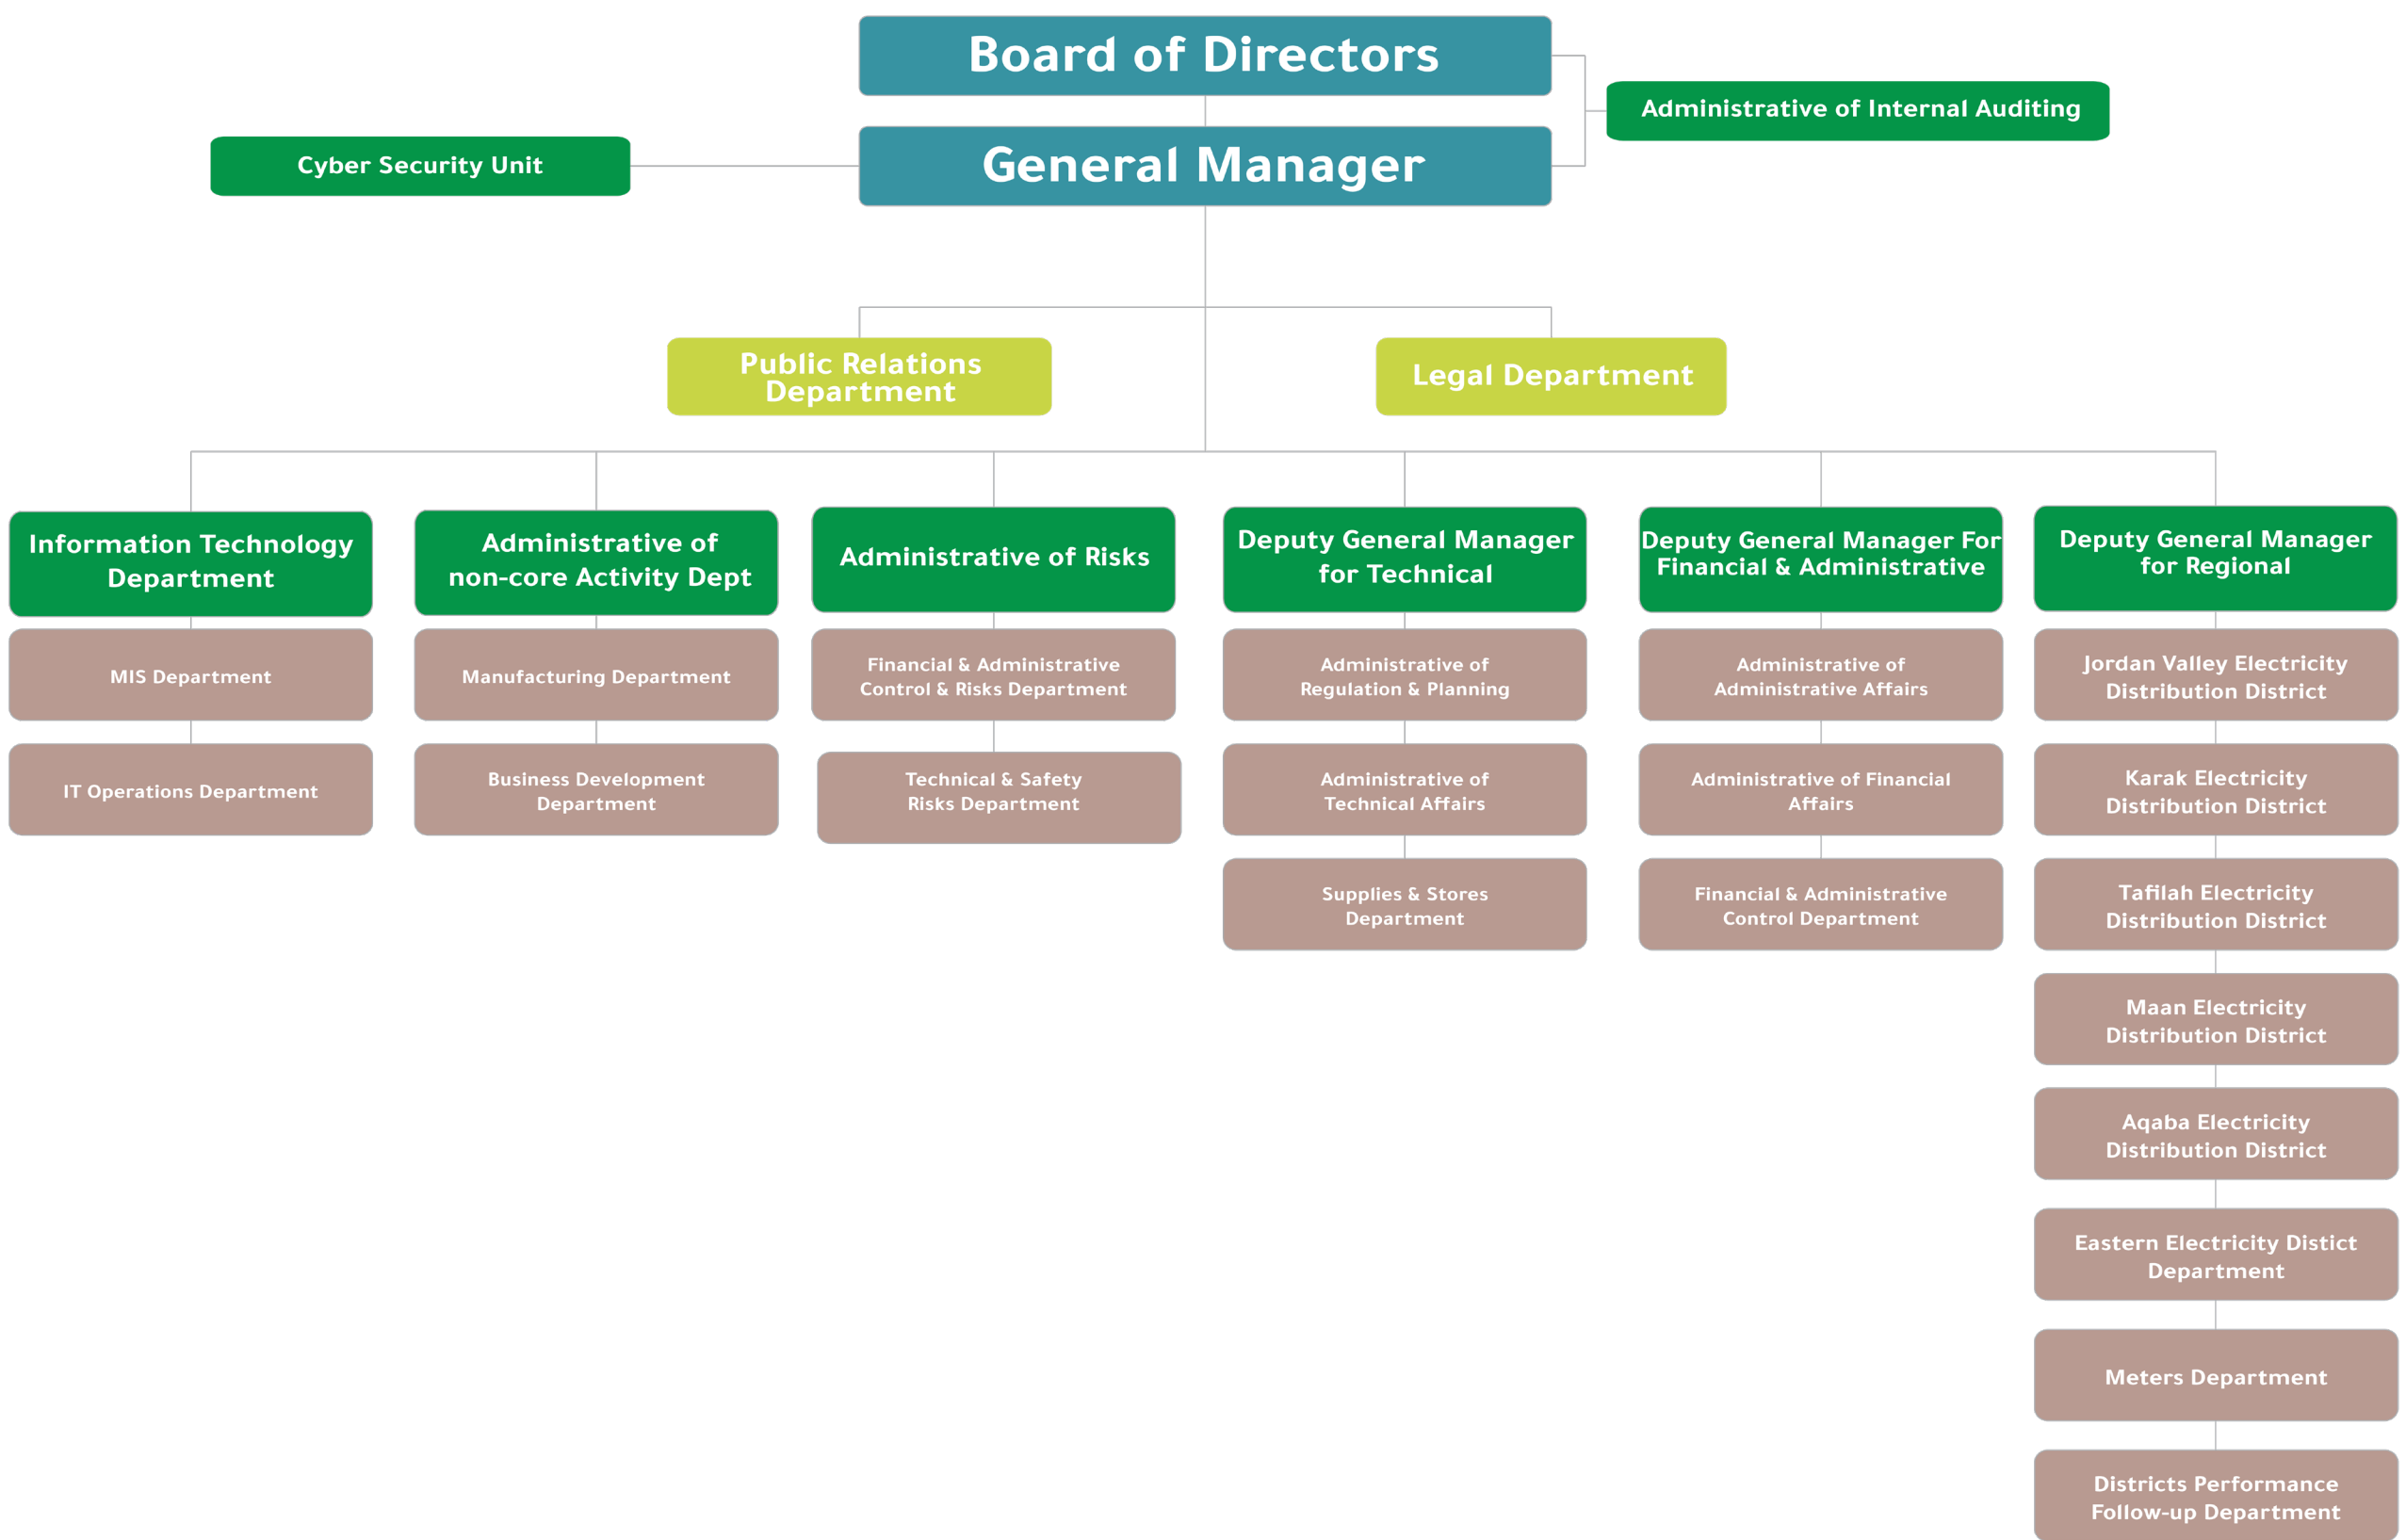 Board of Directors
Administrative of Internal Auditing
General Manager
Cyber Security Unit
Public Relations
Department
Legal Department
Information Technology
Department
MIS Department
IT Operations Department
Administrative of
non-core Activity Dept
Manufacturing Department
Business Development
Department
Administrative of Risks
Financial & Administrative
Control & Risks Department
Technical & Safety
Risks Department
Deputy General Manager
for Technical
Administrative of
Regulation & Planning
Administrative of
Technical Affairs
Supplies & Stores
Department
Deputy General Manager For
Financial & Administrative
Administrative of
Administrative Affairs
Administrative of Financial
Affairs
Financial & Administrative
Control Department
Deputy General Manager
for Regional
Jordan Valley Electricity
Distribution District
Karak Electricity
Distribution District
Tafilah Electricity
Distribution District
Maan Electricity
Distribution District
Aqaba Electricity
Distribution District
Eastern Electricity Distict
Department
Meters Department
Districts Performance
Follow-up Department